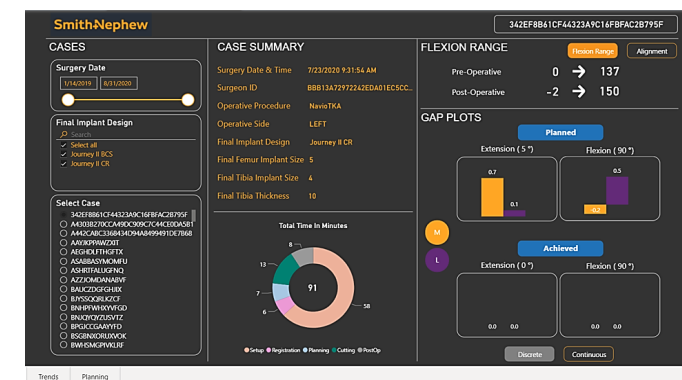 Smith+Nephew
342EF8B61CF44323A9C16FBFAC2B795F
CASES
Surgery Date
1/14/2019 8/31/2020
Final Implant Design
Search
Select all
Journey II BCS
Journey II CR
Select Case
342EF8B61CF44323A9C16FBFAC2B795F
A4303B270CCA49DC909C7C44CE0DA5B1
A442CABC3368434D94A8499491DE7B68
AAYJKPPAWZXIT
AEGHDLFTHGFTX
ASABBASYMOMFU
ASHRTFALUGFNQ
AZZJOMDANABVF
BAUCZDGFGHJIX
BJYSSQQRLKZCF
BNHPFWHXYVFGD
BNJQYQYZUSVTZ
BPGJCCGAAYYFD
BSGBNXIORUXVOK
BWHSMGPIVKLRF
CASE SUMMARY
Surgery Date & Time 7/23/2020 9:31:54 AM
Surgeon ID BBB13A72972242EDA01EC5CC...
Operative Procedure NavioTKA
Operative Side LEFT
Final Implant Design Journey II CR
Final Femur Implant Size 5
Final Tibia Implant Size 4
Final Tibia Thickness 10
Total Time In Minutes
8
13
91
7
6
58
Setup Registration Planning Cutting PostOp
FLEXION RANGE
Flexion Range Alignment
Pre-Operative 0 → 137
Post-Operative -2 → 150
GAP PLOTS
Planned
Extension ( 5 °) Flexion ( 90 °)
0.7 0.1 0.5 0.2
M
L
Achieved
Extension ( 0 °) Flexion ( 90 °)
0.0 0.0 0.0 0.0
Discrete Continuous
Trends Planning